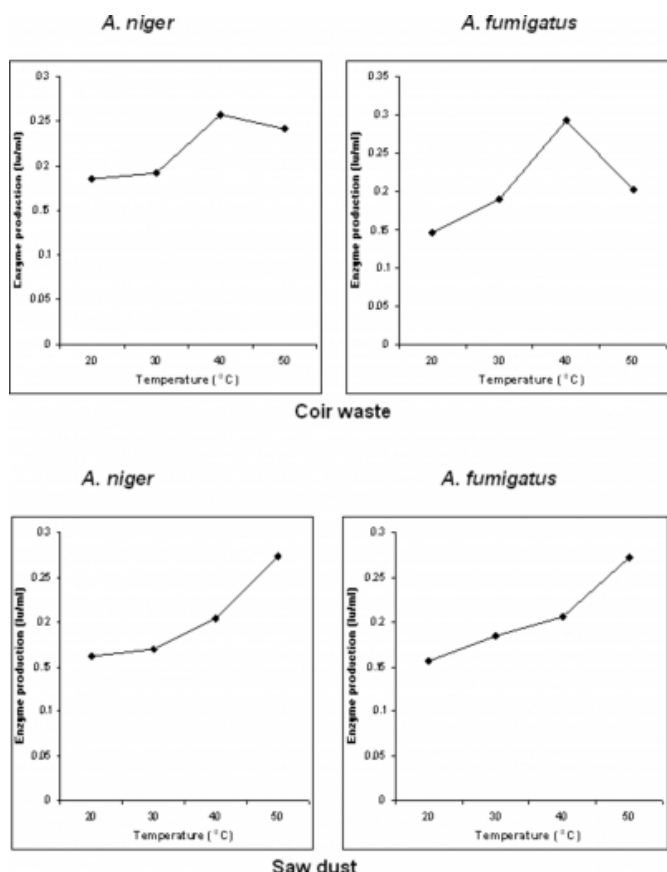 A. niger
A. fumigatus
Enzyme production (Iu/ml)
0.3
0.25
0.2
0.15
0.1
0.05
0
20 30 40 50
Temperature (°C)
Enzyme production (Iu/ml)
0.35
0.3
0.25
0.2
0.15
0.1
0.05
0
20 30 40 50
Temperature (°C)
Coir waste
A. niger
A. fumigatus
Enzyme production (Iu/ml)
0.3
0.25
0.2
0.15
0.1
0.05
0
20 30 40 50
Temperature (°C)
Enzyme production (Iu/ml)
0.3
0.25
0.2
0.15
0.1
0.05
0
20 30 40 50
Temperature (°C)
Saw dust